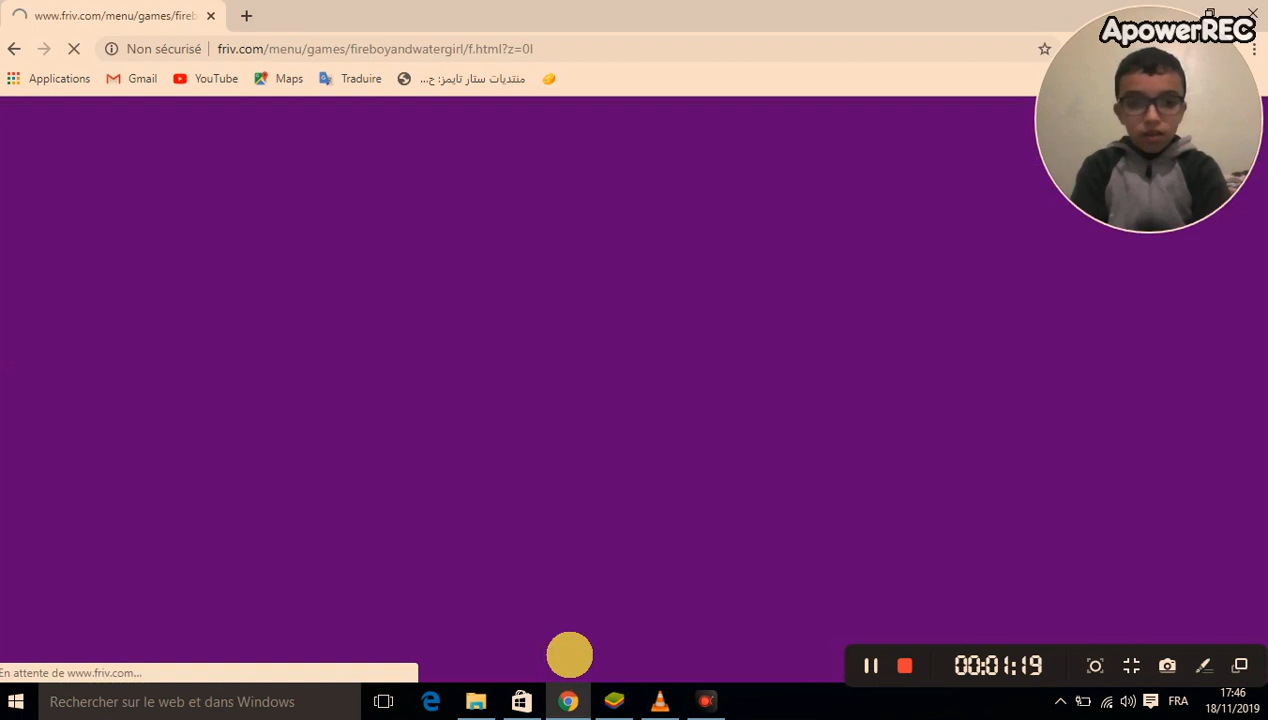 www.friv.com/menu/games/fireb
ApowerREC
Non sécurisé
friv.com/menu/games/fireboyandwatergirl/f.html?z=0I
Applications
Gmail
YouTube
Maps
Traduire
منتديات ستار تايمز: ح...
En attente de www.friv.com...
00:01:19
Rechercher sur le web et dans Windows
FRA
17:46
18/11/2019